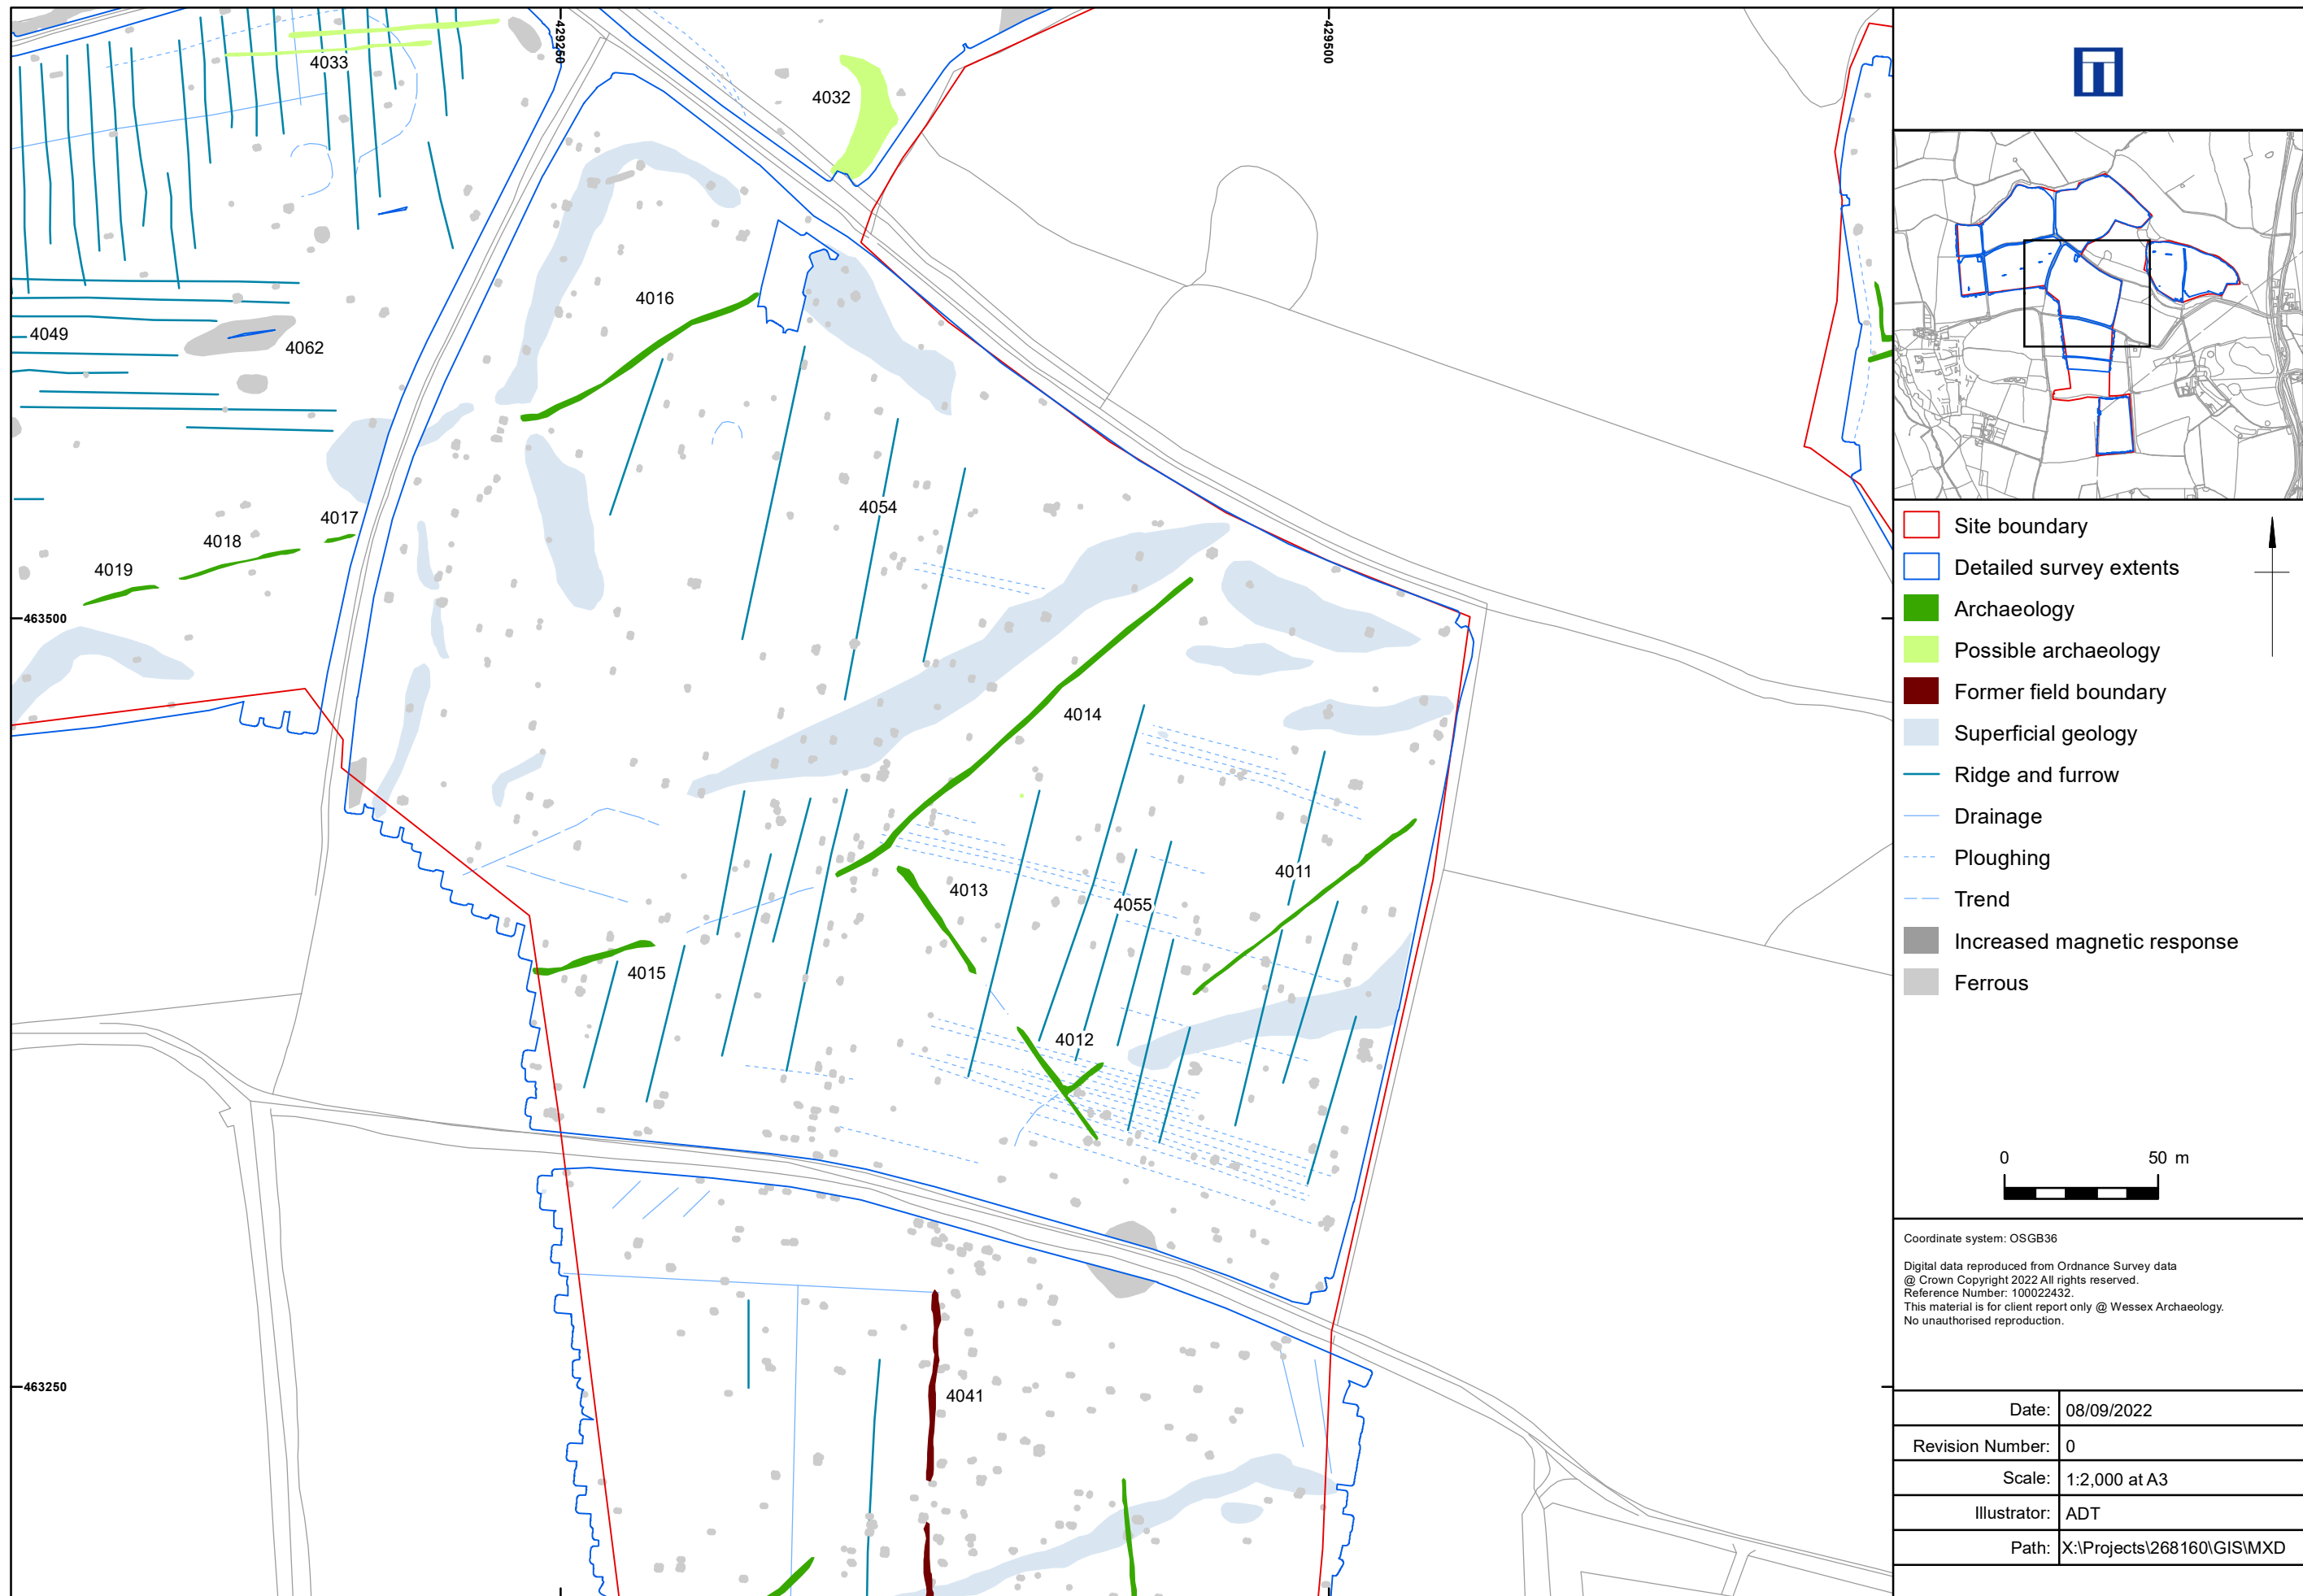 429250
429500
4033
4032
4016
4049
4062
4054
4017
4018
4019
463500
4014
4011
4013
4055
4015
4012
463250
4041
Site boundary
Detailed survey extents
Archaeology
Possible archaeology
Former field boundary
Superficial geology
Ridge and furrow
Drainage
Ploughing
Trend
Increased magnetic response
Ferrous
0 50 m
Coordinate system: OSGB36
Digital data reproduced from Ordnance Survey data
@ Crown Copyright 2022 All rights reserved.
Reference Number: 100022432.
This material is for client report only @ Wessex Archaeology.
No unauthorised reproduction.
Date: 08/09/2022
Revision Number: 0
Scale: 1:2,000 at A3
Illustrator: ADT
Path: X:\Projects\268160\GIS\MXD